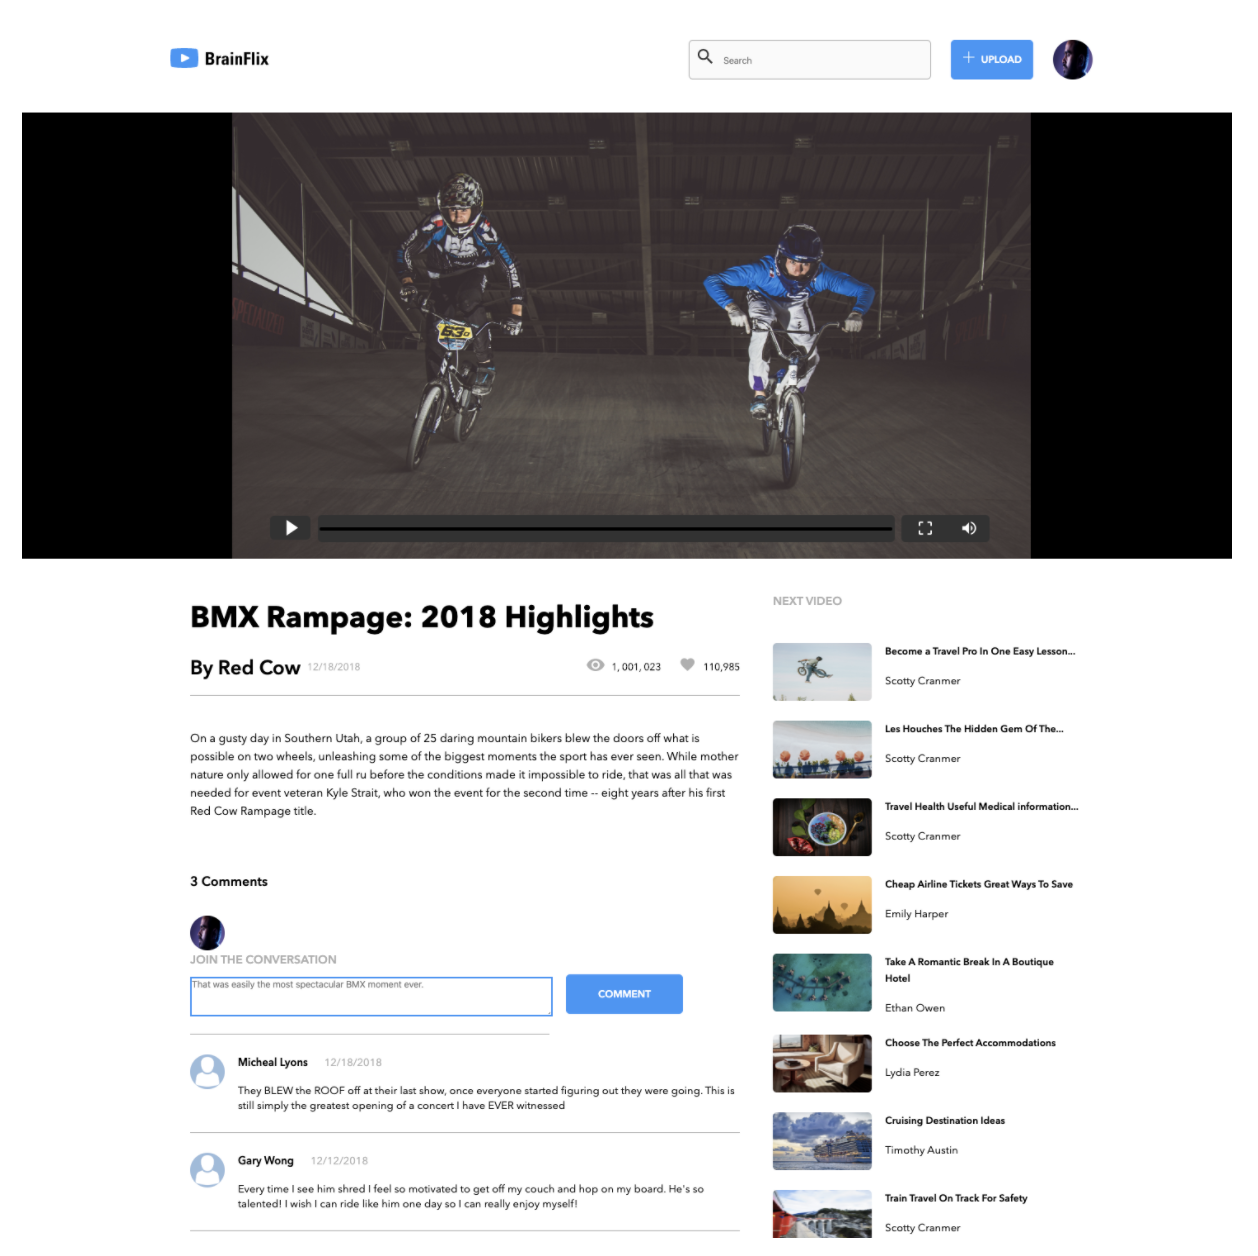 BrainFlix
Search
UPLOAD
SPECIALIZED
BMX Rampage: 2018 Highlights
By Red Cow 12/18/2018
1, 001, 023
110,985
On a gusty day in Southern Utah, a group of 25 daring mountain bikers blew the doors off what is
possible on two wheels, unleashing some of the biggest moments the sport has ever seen. While mother
nature only allowed for one full ru before the conditions made it impossible to ride, that was all that was
needed for event veteran Kyle Strait, who won the event for the second time -- eight years after his first
Red Cow Rampage title.
3 Comments
JOIN THE CONVERSATION
That was easily the most spectacular BMX moment ever.
COMMENT
Micheal Lyons 12/18/2018
They BLEW the ROOF off at their last show, once everyone started figuring out they were going. This is
still simply the greatest opening of a concert I have EVER witnessed
Gary Wong 12/12/2018
Every time I see him shred I feel so motivated to get off my couch and hop on my board. He's so
talented! I wish I can ride like him one day so I can really enjoy myself!
NEXT VIDEO
Become a Travel Pro In One Easy Lesson...
Scotty Cranmer
Les Houches The Hidden Gem Of The...
Scotty Cranmer
Travel Health Useful Medical information...
Scotty Cranmer
Cheap Airline Tickets Great Ways To Save
Emily Harper
Take A Romantic Break In A Boutique
Hotel
Ethan Owen
Choose The Perfect Accommodations
Lydia Perez
Cruising Destination Ideas
Timothy Austin
Train Travel On Track For Safety
Scotty Cranmer